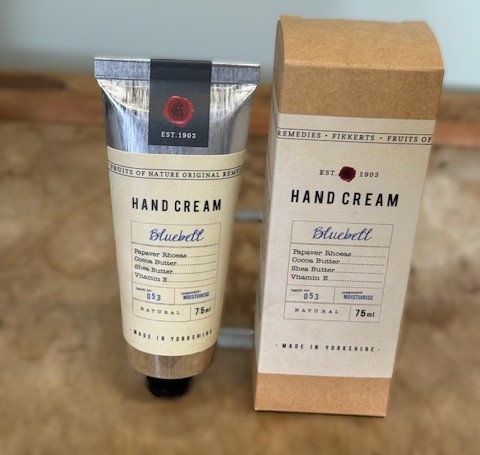 EST.1903
FRUITS OF NATURE ORIGINAL REMED
HAND CREAM
Bluebell
Papaver Rhoeas
Cocoa Butter
Shea Butter
Vitamin E
053
MOISTURISE
NATURAL
75ml
MADE IN YORKSHIRE
REMEDIES • FIKKERTS • FRUITS OF
EST. 1903
HAND CREAM
Bluebell
Papaver Rhoeas
Cocoa Butter
Shea Butter
Vitamin E
053
MOISTURISE
NATURAL
75ml
· MADE IN YORKSHIRE ·